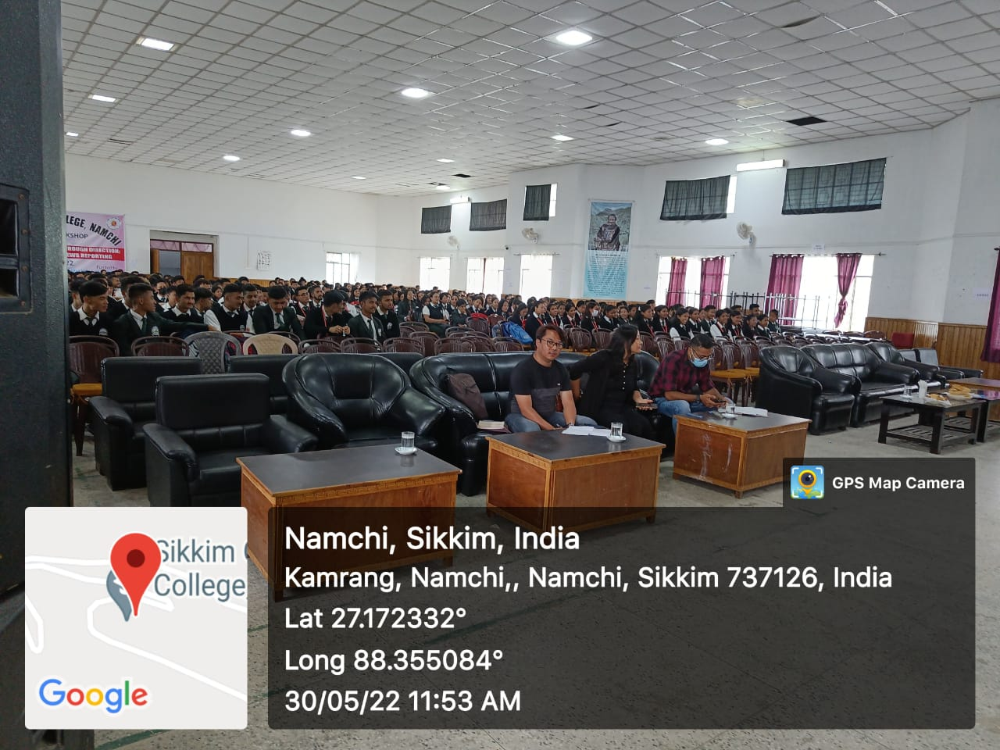 LEGE, NAMCHI
KSHOP
ROUGH DIRECTION:
EWS REPORTING
22
GPS Map Camera
Sikkim
College
Google
Namchi, Sikkim, India
Kamrang, Namchi,, Namchi, Sikkim 737126, India
Lat 27.172332°
Long 88.355084°
30/05/22 11:53 AM